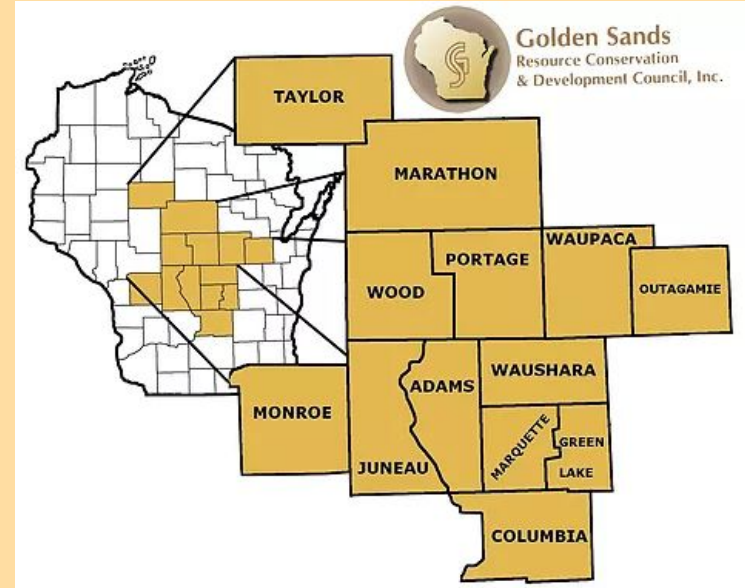 Golden Sands
Resource Conservation
& Development Council, Inc.
TAYLOR
MARATHON
WAUPACA
PORTAGE
WOOD
OUTAGAMIE
WAUSHARA
ADAMS
MONROE
MARQUETTE
GREEN
LAKE
JUNEAU
COLUMBIA